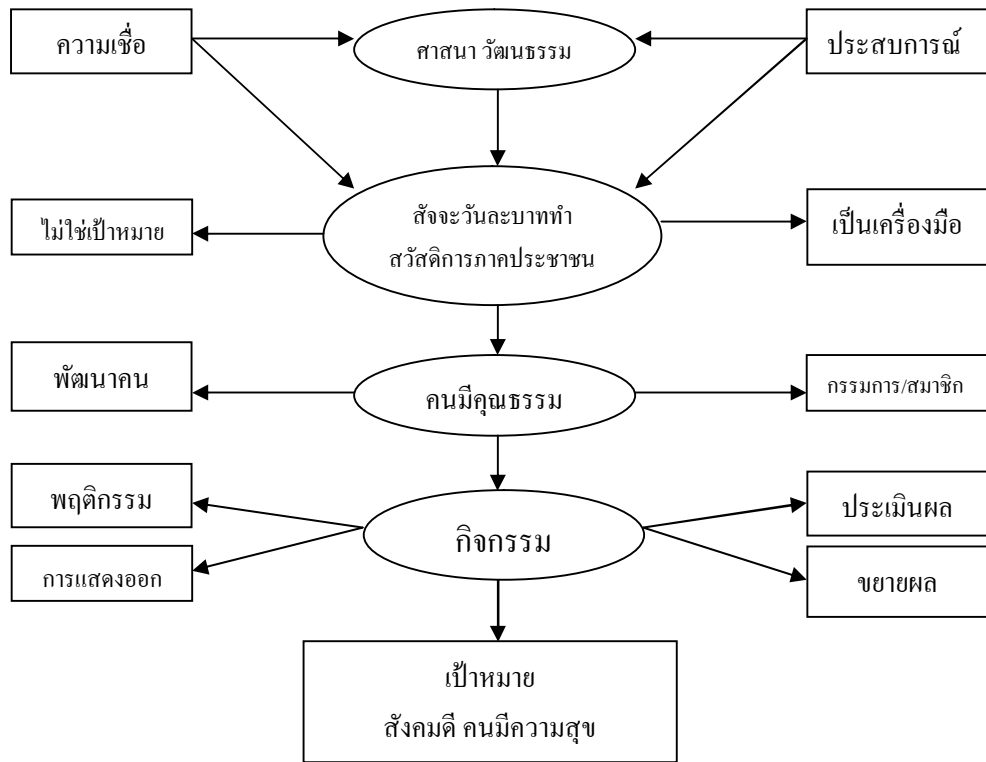 ความเชื่อ
ศาสนา วัฒนธรรม
ประสบการณ์
ไม่ใช่เป้าหมาย
สัจจะวันละบาททำ
สวัสดิการภาคประชาชน
เป็นเครื่องมือ
พัฒนาคน
คนมีคุณธรรม
กรรมการ/สมาชิก
พฤติกรรม
การแสดงออก
กิจกรรม
ประเมินผล
ขยายผล
เป้าหมาย
สังคมดี คนมีความสุข